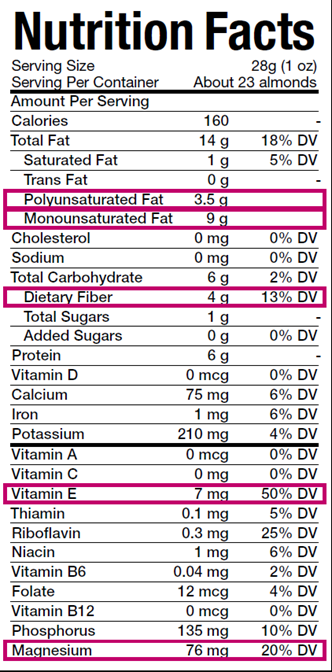 Nutrition Facts
Serving Size 28g (1 oz)
Serving Per Container About 23 almonds
Amount Per Serving
Calories 160 -
Total Fat 14 g 18% DV
Saturated Fat 1 g 5% DV
Trans Fat 0 g -
Polyunsaturated Fat 3.5 g
Monounsaturated Fat 9 g
Cholesterol 0 mg 0% DV
Sodium 0 mg 0% DV
Total Carbohydrate 6 g 2% DV
Dietary Fiber 4 g 13% DV
Total Sugars 1 g -
Added Sugars 0 g 0% DV
Protein 6 g -
Vitamin D 0 mcg 0% DV
Calcium 75 mg 6% DV
Iron 1 mg 6% DV
Potassium 210 mg 4% DV
Vitamin A 0 mcg 0% DV
Vitamin C 0 mg 0% DV
Vitamin E 7 mg 50% DV
Thiamin 0.1 mg 5% DV
Riboflavin 0.3 mg 25% DV
Niacin 1 mg 6% DV
Vitamin B6 0.04 mg 2% DV
Folate 12 mcg 4% DV
Vitamin B12 0 mcg 0% DV
Phosphorus 135 mg 10% DV
Magnesium 76 mg 20% DV